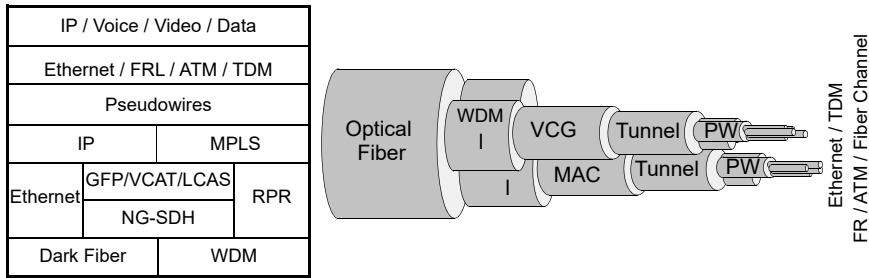 IP / Voice / Video / Data
Ethernet / FRL / ATM / TDM
Pseudowires
IP
MPLS
Ethernet
GFP/VCAT/LCAS
RPR
NG-SDH
Dark Fiber
WDM
Optical
Fiber
WDM
I
VCG
Tunnel
PW
I
MAC
Tunnel
PW
Ethernet / TDM
FR / ATM / Fiber Channel